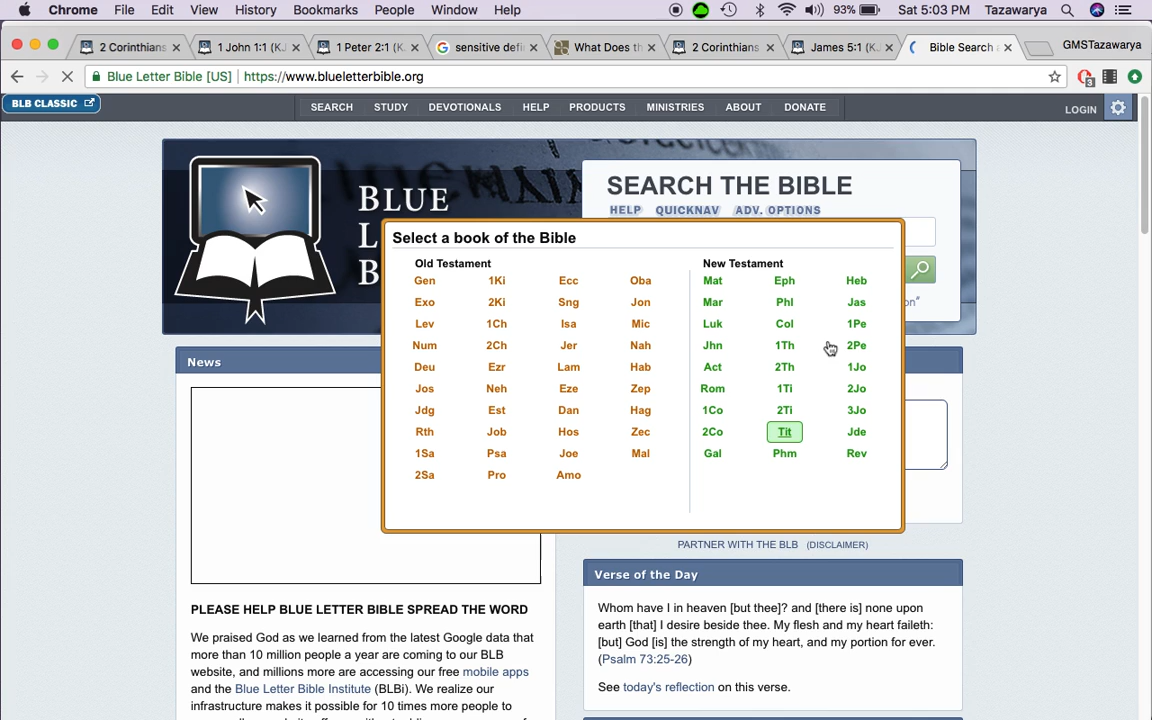 Chrome File Edit View History Bookmarks People Window Help 93% Sat 5:03 PM Tazawarya
2 Corinthians 1 John 1:1 (KJ 1 Peter 2:1 (K. sensitive defi What Does th 2 Corinthians James 5:1 (KJ Bible Search a GMSTazawarya
Blue Letter Bible [US] https://www.blueletterbible.org 3
BLB CLASSIC SEARCH STUDY DEVOTIONALS HELP PRODUCTS MINISTRIES ABOUT DONATE LOGIN
BLUE
L
B
SEARCH THE BIBLE
HELP QUICKNAV ADV. OPTIONS
on"
Select a book of the Bible
Old Testament New Testament
Gen 1Ki Ecc Oba Mat Eph Heb
Exo 2Ki Sng Jon Mar Phl Jas
Lev 1Ch Isa Mic Luk Col 1Pe
Num 2Ch Jer Nah Jhn 1Th 2Pe
Deu Ezr Lam Hab Act 2Th 1Jo
Jos Neh Eze Zep Rom 1Ti 2Jo
Jdg Est Dan Hag 1Co 2Ti 3Jo
Rth Job Hos Zec 2Co Tit Jde
1Sa Psa Joe Mal Gal Phm Rev
2Sa Pro Amo
News
PARTNER WITH THE BLB (DISCLAIMER)
Verse of the Day
Whom have I in heaven [but thee]? and [there is] none upon
earth [that] I desire beside thee. My flesh and my heart faileth:
[but] God [is] the strength of my heart, and my portion for ever.
(Psalm 73:25-26)
See today's reflection on this verse.
PLEASE HELP BLUE LETTER BIBLE SPREAD THE WORD
We praised God as we learned from the latest Google data that
more than 10 million people a year are coming to our BLB
website, and millions more are accessing our free mobile apps
and the Blue Letter Bible Institute (BLBi). We realize our
infrastructure makes it possible for 10 times more people to